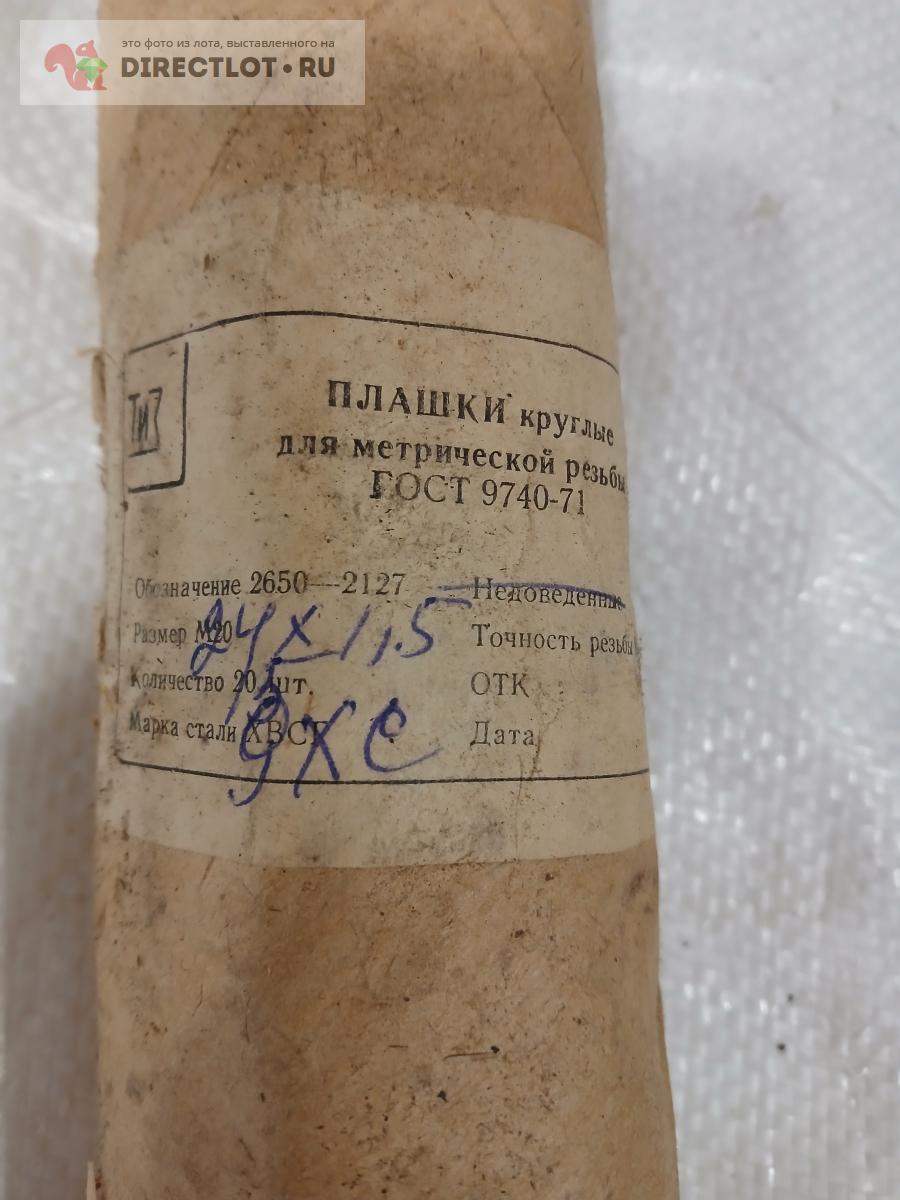 это фото из лота, выставленного на
DIRECTLOT•RU
ТИЗ
ПЛАШКИ круглые
для метрической резьбы
ГОСТ 9740-71
Обозначение 2650—2127 Недоведенные
Размер М20 24х1,5 Точность резьбы
Количество 20 шт. ОТК
Марка стали ХВСГ 9ХС Дата